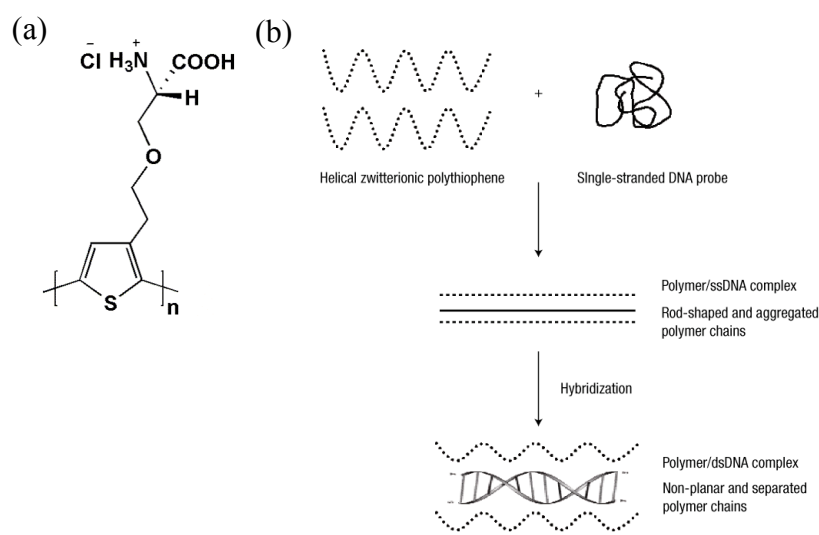 (a)
Cl⁻ H₃N⁺ COOH
H
O
S
n
(b)
+
Helical zwitterionic polythiophene
SIngle-stranded DNA probe
Polymer/ssDNA complex
Rod-shaped and aggregated
polymer chains
Hybridization
Polymer/dsDNA complex
Non-planar and separated
polymer chains